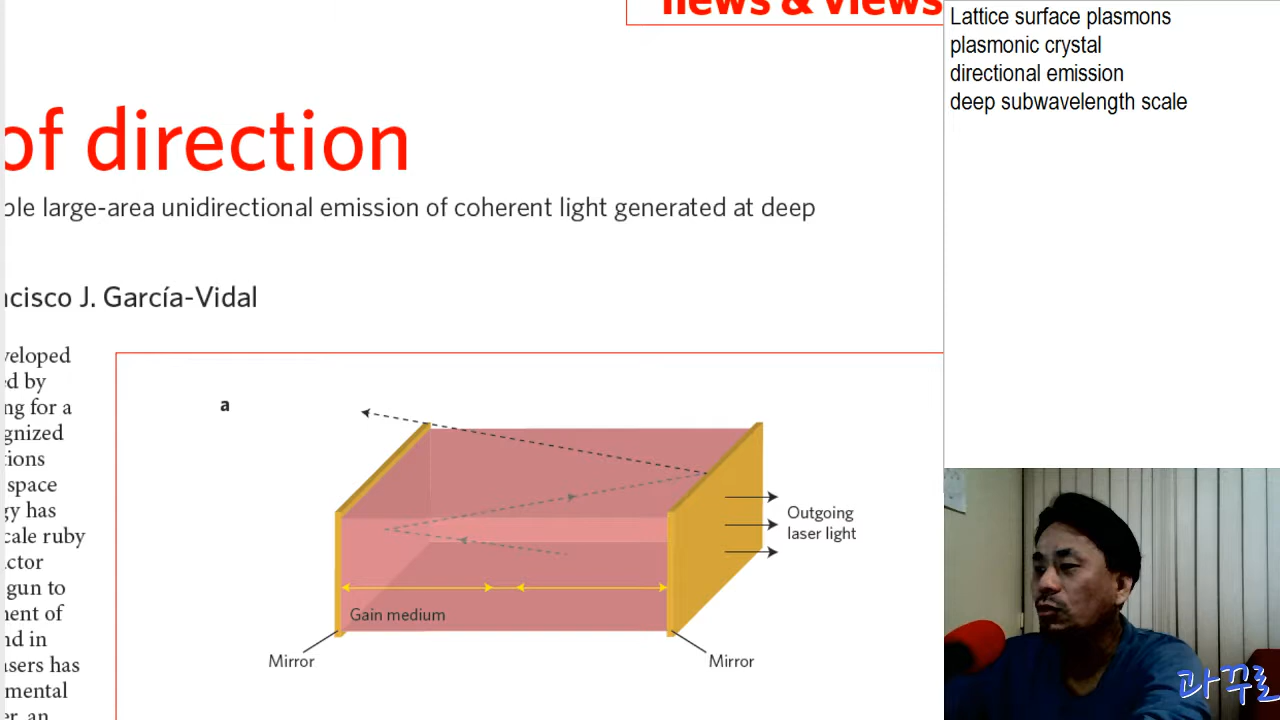 news & views
of direction
ble large-area unidirectional emission of coherent light generated at deep
ncisco J. García-Vidal
veloped
ed by
ng for a
gnized
tions
space
gy has
cale ruby
ctor
gun to
ment of
nd in
asers has
mental
er, an
a
Outgoing
laser light
Gain medium
Mirror
Mirror
Lattice surface plasmons
plasmonic crystal
directional emission
deep subwavelength scale
과꾸로